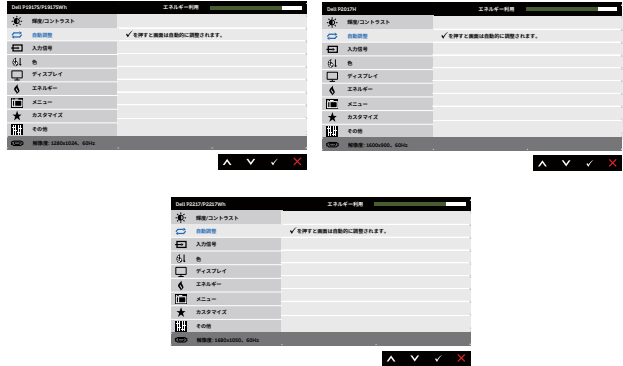 Dell P1917S/P1917SWh エネルギー利用
輝度/コントラスト
自動調整 ✓を押すと画面は自動的に調整されます。
入力信号
色
ディスプレイ
エネルギー
メニュー
カスタマイズ
その他
解像度: 1280x1024, 60Hz
Dell P2017H エネルギー利用
輝度/コントラスト
自動調整 ✓を押すと画面は自動的に調整されます。
入力信号
色
ディスプレイ
エネルギー
メニュー
カスタマイズ
その他
解像度: 1600x900, 60Hz
Dell P2217/P2217Wh エネルギー利用
輝度/コントラスト
自動調整 ✓を押すと画面は自動的に調整されます。
入力信号
色
ディスプレイ
エネルギー
メニュー
カスタマイズ
その他
解像度: 1680x1050, 60Hz